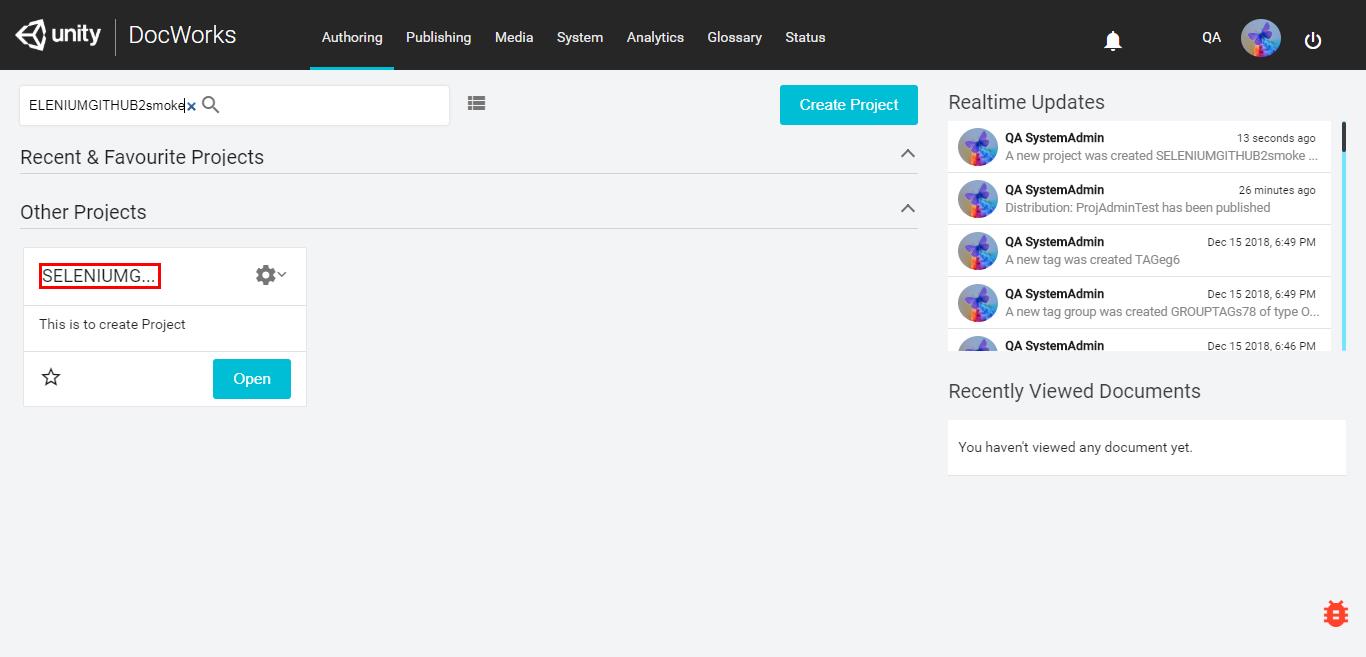 unity DocWorks Authoring Publishing Media System Analytics Glossary Status QA
ELENIUMGITHUB2smoke
Create Project
Recent & Favourite Projects
Other Projects
SELENIUMG...
This is to create Project
Open
Realtime Updates
QA SystemAdmin 13 seconds ago
A new project was created SELENIUMGITHUB2smoke ...
QA SystemAdmin 26 minutes ago
Distribution: ProjAdminTest has been published
QA SystemAdmin Dec 15 2018, 6:49 PM
A new tag was created TAGeg6
QA SystemAdmin Dec 15 2018, 6:49 PM
A new tag group was created GROUPTAGs78 of type O...
QA SystemAdmin Dec 15 2018, 6:46 PM
Recently Viewed Documents
You haven't viewed any document yet.